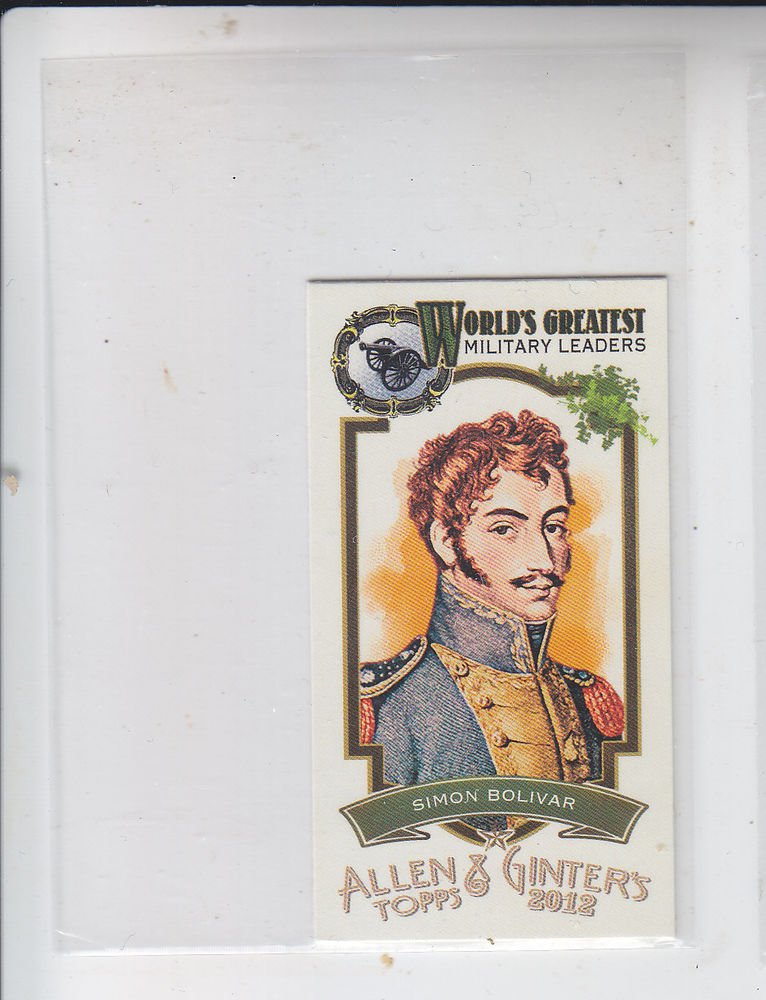 WORLD'S GREATEST
MILITARY LEADERS
SIMON BOLIVAR
ALLEN & GINTER'S
TOPPS 2012